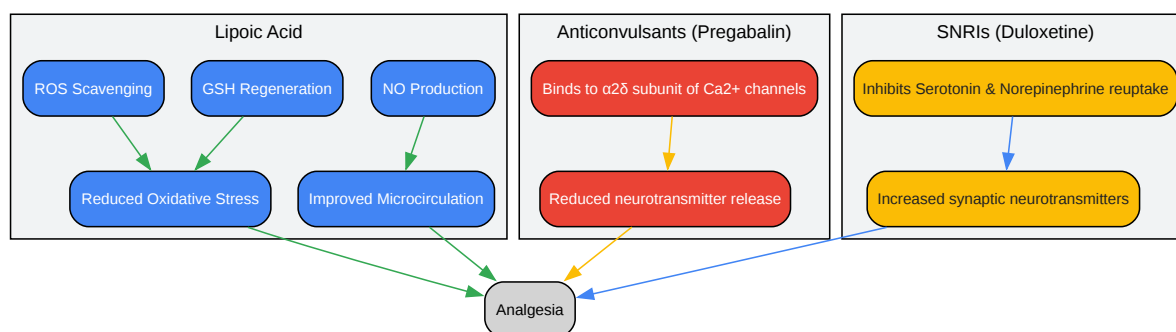 Lipoic Acid
Anticonvulsants (Pregabalin)
SNRIs (Duloxetine)
ROS Scavenging
GSH Regeneration
NO Production
Binds to α2δ subunit of Ca2+ channels
Inhibits Serotonin & Norepinephrine reuptake
Reduced Oxidative Stress
Improved Microcirculation
Reduced neurotransmitter release
Increased synaptic neurotransmitters
Analgesia